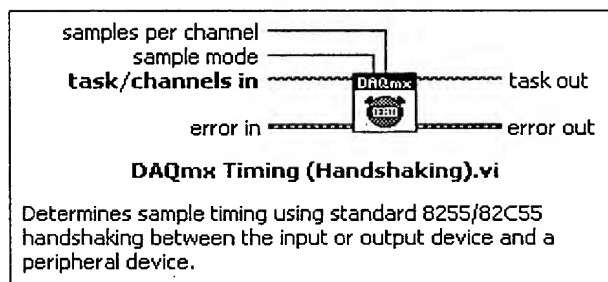 samples per channel
sample mode
task/channels in
DAQmx
task out
error in
error out
DAQmx Timing (Handshaking).vi
Determines sample timing using standard 8255/82C55
handshaking between the input or output device and a
peripheral device.